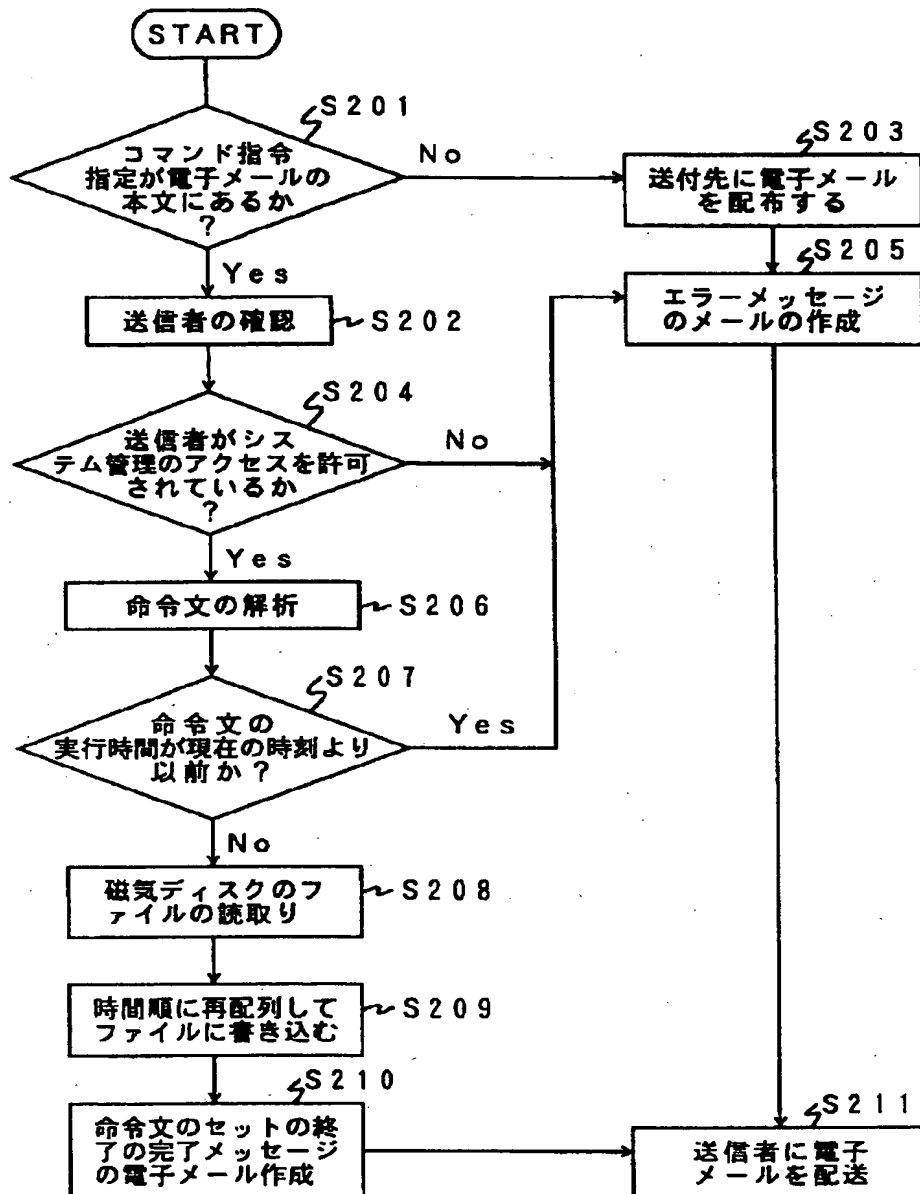 START
S201
コマンド指令
指定が電子メールの
本文にあるか
?
No
Yes
S203
送付先に電子メール
を配布する
S205
エラーメッセージ
のメールの作成
送信者の確認
S202
S204
送信者がシス
テム管理のアクセスを許可
されているか
?
No
Yes
命令文の解析
S206
S207
命令文の
実行時間が現在の時刻より
以前か?
Yes
No
磁気ディスクのフ
ァイルの読取り
S208
時間順に再配列して
ファイルに書き込む
S209
S210
命令文のセットの終
了の完了メッセージ
の電子メール作成
S211
送信者に電子
メールを配送